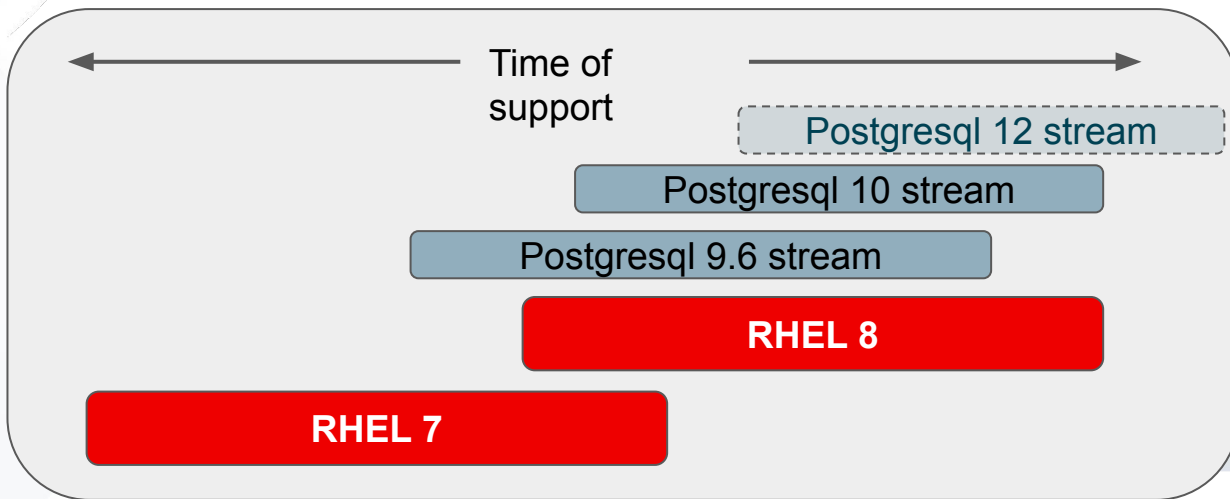 Time of
support
Postgresql 12 stream
Postgresql 10 stream
Postgresql 9.6 stream
RHEL 8
RHEL 7